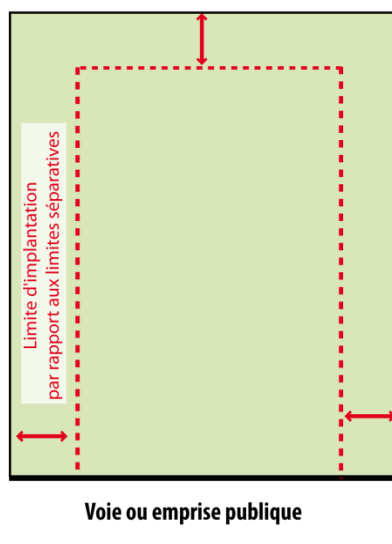 Limite d'implantation
par rapport aux limites séparatives
Voie ou emprise publique